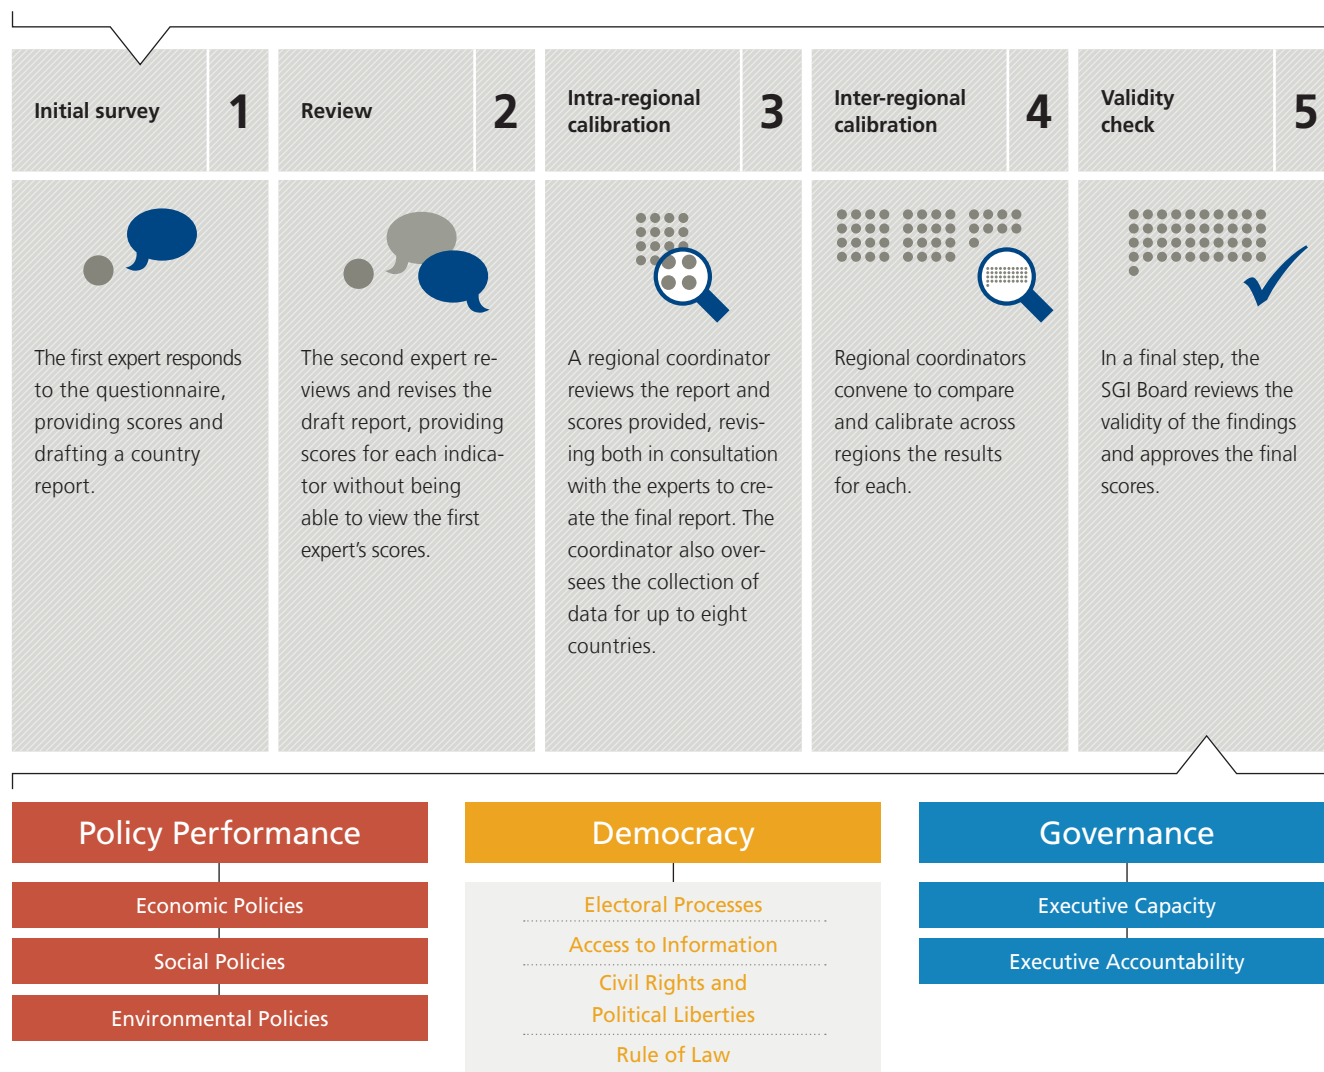 Initial survey
1
Review
2
Intra-regional
calibration
3
Inter-regional
calibration
4
Validity
check
5
The first expert responds
to the questionnaire,
providing scores and
drafting a country
report.
The second expert re-
views and revises the
draft report, providing
scores for each indica-
tor without being
able to view the first
expert’s scores.
A regional coordinator
reviews the report and
scores provided, revis-
ing both in consultation
with the experts to cre-
ate the final report. The
coordinator also over-
sees the collection of
data for up to eight
countries.
Regional coordinators
convene to compare
and calibrate across
regions the results
for each.
In a final step, the
SGI Board reviews the
validity of the findings
and approves the final
scores.
Policy Performance
Economic Policies
Social Policies
Environmental Policies
Democracy
Electoral Processes
Access to Information
Civil Rights and
Political Liberties
Rule of Law
Governance
Executive Capacity
Executive Accountability